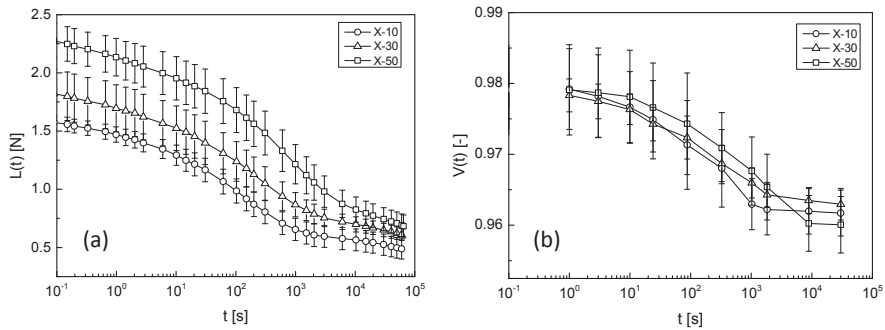 2.5
2.0
1.5
1.0
0.5
L(t) [N]
X-10
X-30
X-50
(a)
10-1 100 101 102 103 104 105
t [s]
0.99
0.98
0.97
0.96
V(t) [-]
X-10
X-30
X-50
(b)
10-1 100 101 102 103 104 105
t [s]